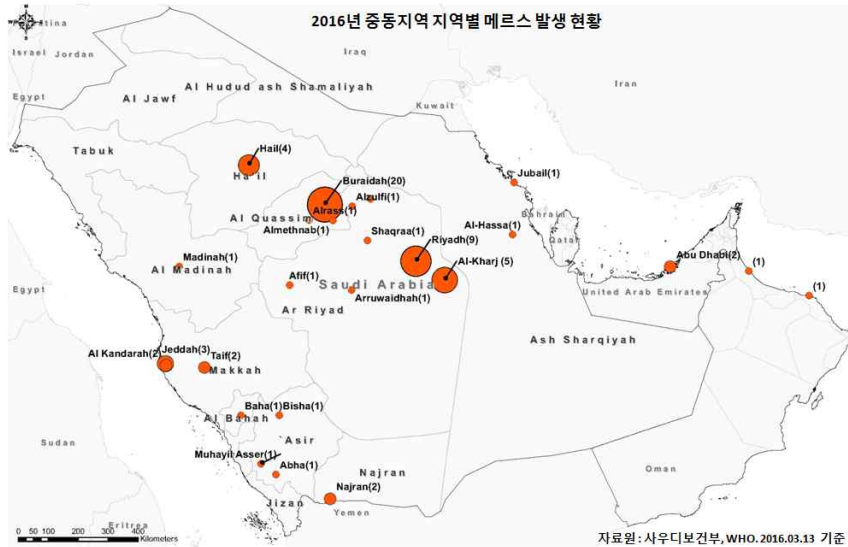 2016년 중동지역 지역별 메르스 발생 현황
Israel
Jordan
Iraq
Iran
Egypt
Kuwait
Al Jawf
Al Hudud ash Shamaliyah
Tabuk
Hail(4)
Ha'il
Buraidah(20)
Alzulfi(1)
Jubail(1)
Al Quassim
Alrass(1)
Almethnab(1)
Shaqraa(1)
Al-Hassa(1)
Bahrain
Qatar
Riyadh(9)
Madinah(1)
Al Madinah
Al-Kharj (5)
Abu Dhabi(2)
(1)
(1)
Egypt
Afif(1)
Saudi Arabia
Arruwaidhah(1)
United Arab Emirates
Ar Riyad
Ash Sharqiyah
Al Kandarah(2)
Jeddah(3)
Taif(2)
Makkah
Baha(1)
Bisha(1)
Al Bahah
Asir
Sudan
Muhayil Asser(1)
Abha(1)
Najran
Oman
Najran(2)
Jizan
Yemen
Eritrea
0 50 100 200 300 400
Kilometers
자료원 : 사우디보건부, WHO. 2016.03.13 기준